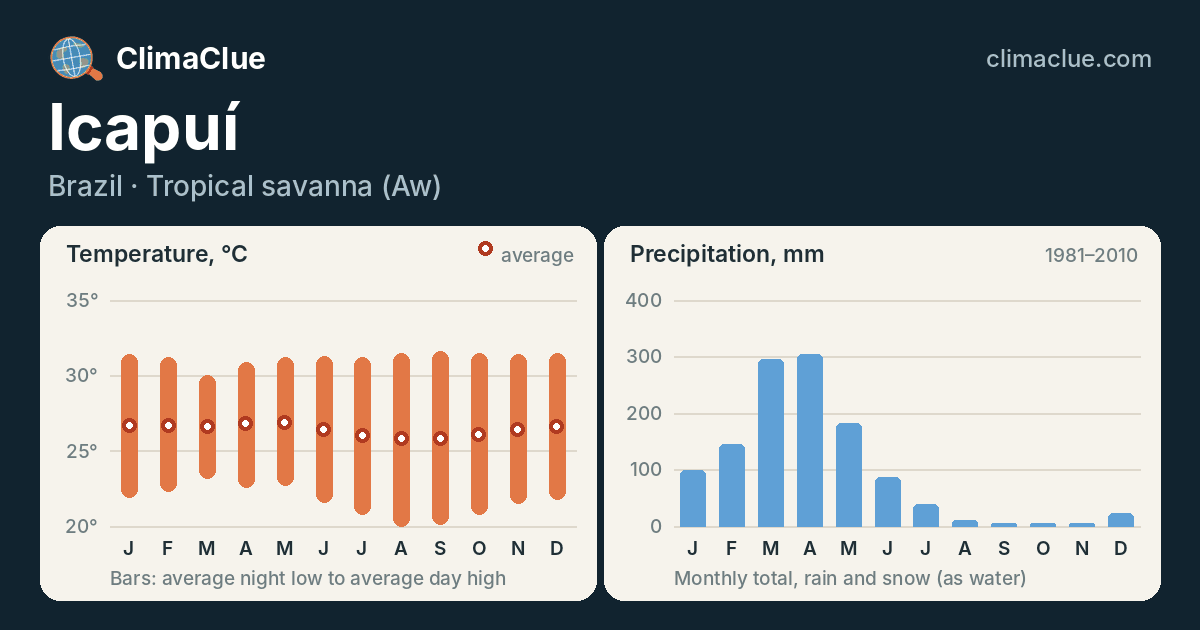 ClimaClue
climaclue.com
Icapuí
Brazil · Tropical savanna (Aw)
Temperature, °C
average
35°
30°
25°
20°
J F M A M J J A S O N D
Bars: average night low to average day high
Precipitation, mm
1981–2010
400
300
200
100
0
J F M A M J J A S O N D
Monthly total, rain and snow (as water)